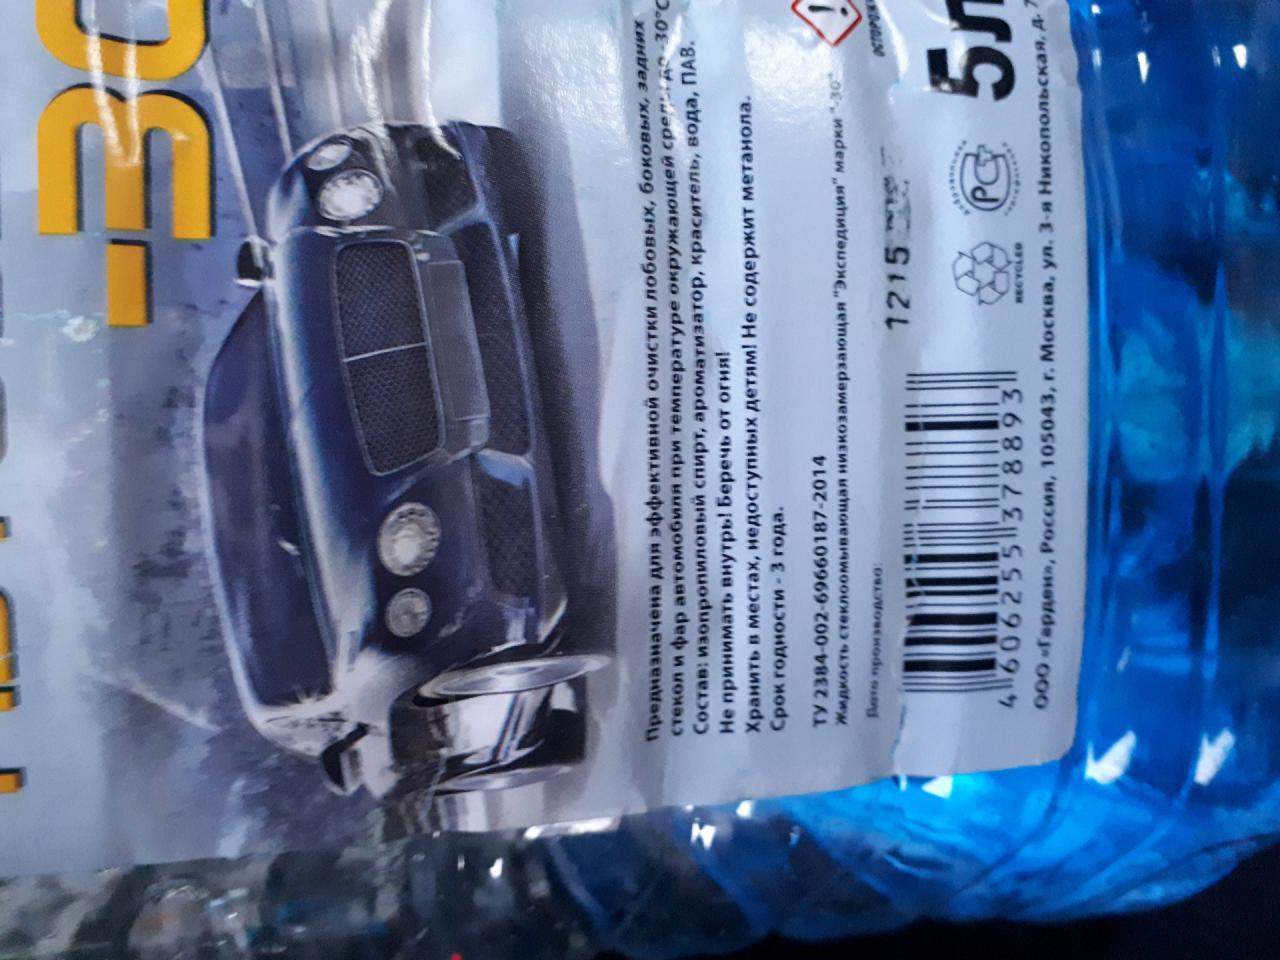 -30
Предназначена для эффективной очистки лобовых, боковых, задних
стекол и фар автомобиля при температуре окружающей среды до -30°C
Состав: изопропиловый спирт, ароматизатор, краситель, вода, ПАВ.
Не принимать внутрь! Беречь от огня!
Хранить в местах, недоступных детям! Не содержит метанола.
Срок годности - 3 года.
ТУ 2384-002-69660187-2014
Жидкость стеклоомывающая низкозамерзающая "Экспедиция" марки "-30"
Дата производства:
1215
5л
РСТ
RECYCLED
4 606255 378893
ООО «Гарден», Россия, 105043, г. Москва, ул. 3-я Никопольская, д.